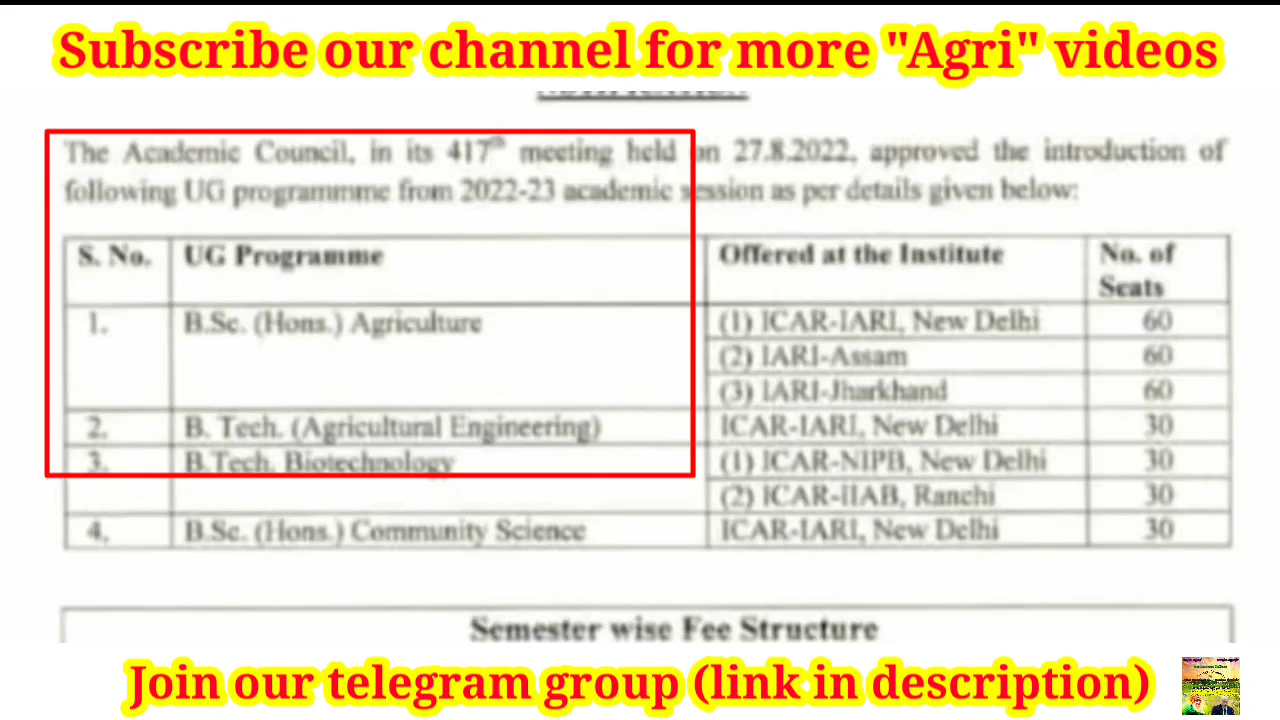 Subscribe our channel for more "Agri" videos
The Academic Council, in its 417th meeting held on 27.8.2022, approved the introduction of
following UG programmme from 2022-23 academic session as per details given below:
S. No. UG Programme Offered at the Institute No. of Seats
1. B.Sc. (Hons.) Agriculture (1) ICAR-IARI, New Delhi 60
(2) IARI-Assam 60
(3) IARI-Jharkhand 60
2. B. Tech. (Agricultural Engineering) ICAR-IARI, New Delhi 30
3. B.Tech. Biotechnology (1) ICAR-NIPB, New Delhi 30
(2) ICAR-IIAB, Ranchi 30
4. B.Sc. (Hons.) Community Science ICAR-IARI, New Delhi 30
Semester wise Fee Structure
Join our telegram group (link in description)